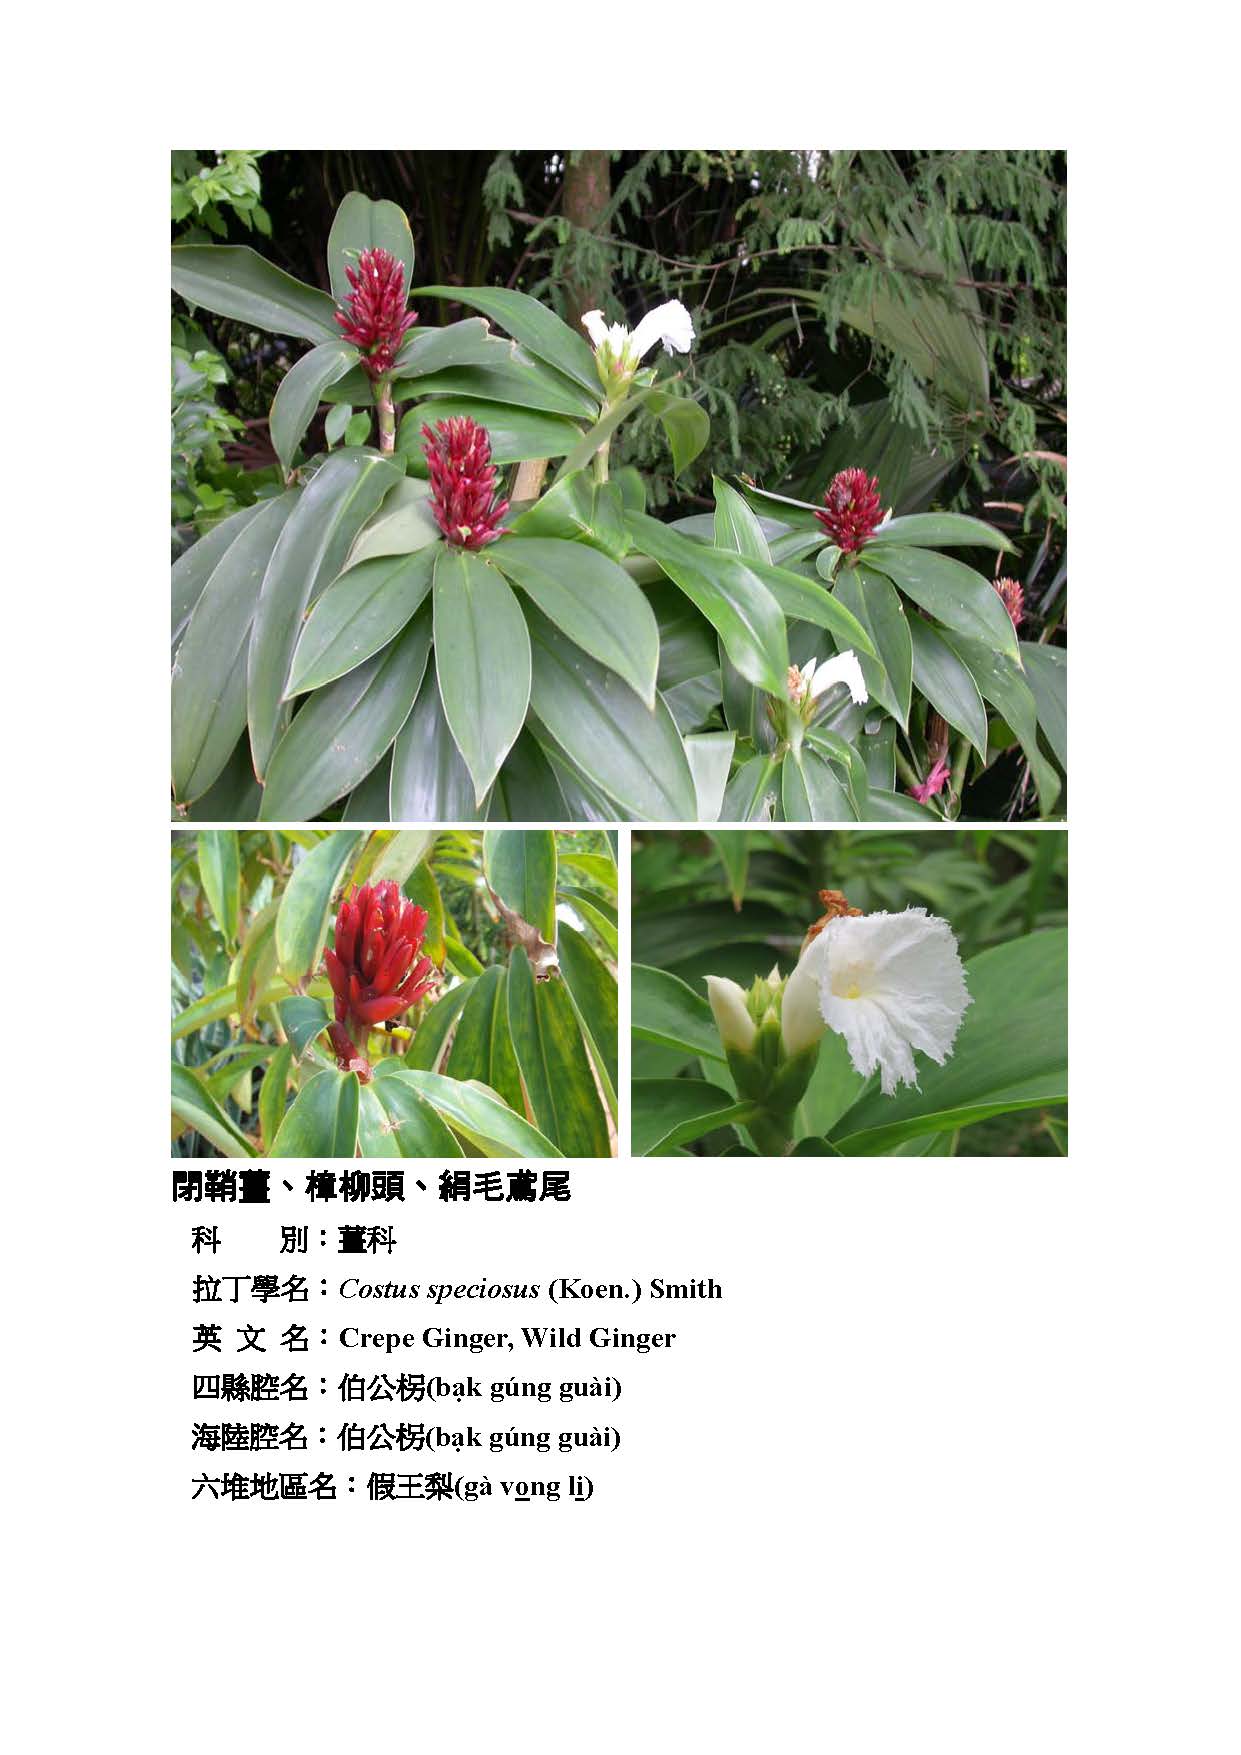 閉鞘薑、樟柳頭、絹毛鳶尾
科　　別：薑科
拉丁學名：Costus speciosus (Koen.) Smith
英 文 名：Crepe Ginger, Wild Ginger
四縣腔名：伯公枴(bạk gúng guài)
海陸腔名：伯公枴(bạk gúng guài)
六堆地區名：假王梨(gà vo̲ng li̲)